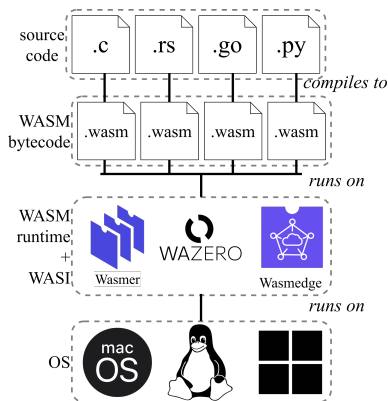 source
code
.c
.rs
.go
.py
compiles to
WASM
bytecode
.wasm
.wasm
.wasm
.wasm
runs on
WASM
runtime
+
WASI
Wasmer
WAZERO
Wasmedge
runs on
OS
mac
OS